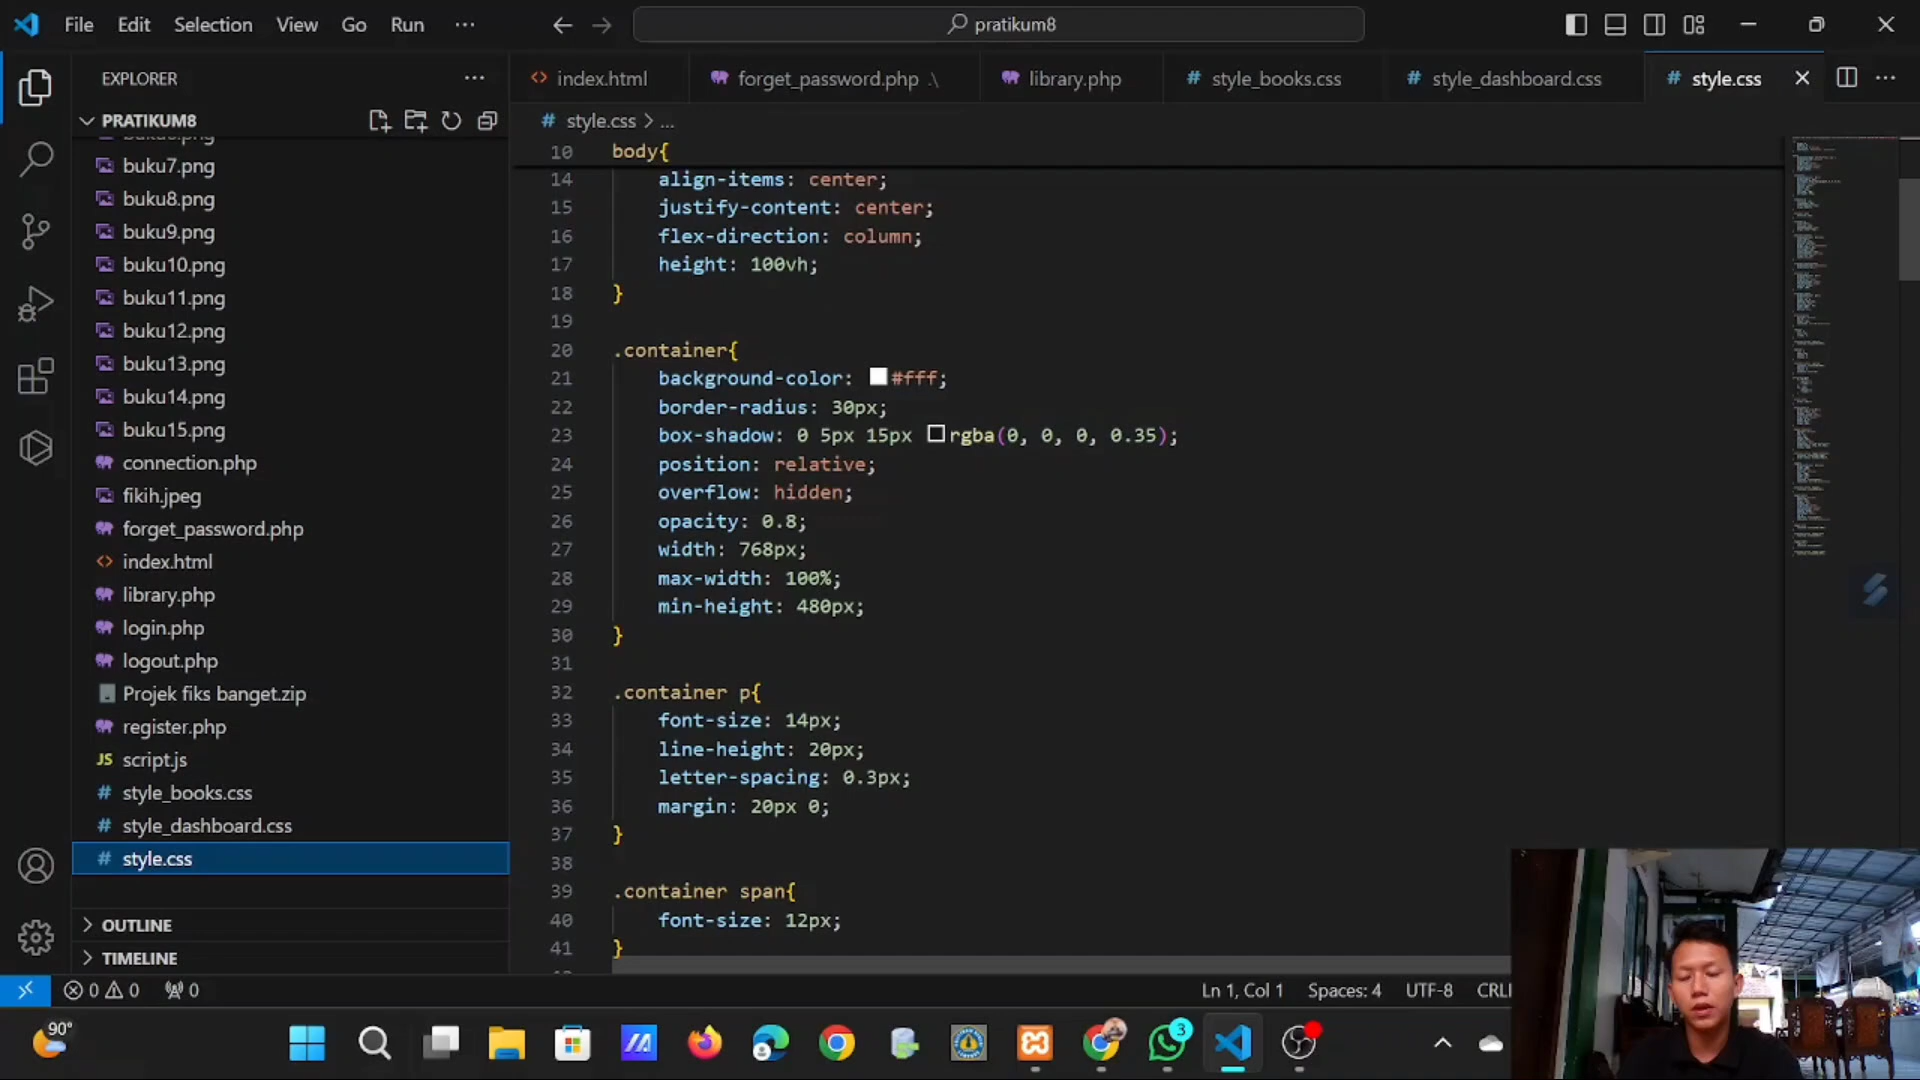 File Edit Selection View Go Run ···
pratikum8
EXPLORER
index.html
forget_password.php .\
library.php
style_books.css
style_dashboard.css
style.css
PRATIKUM8
style.css > ...
buku7.png
buku8.png
buku9.png
buku10.png
buku11.png
buku12.png
buku13.png
buku14.png
buku15.png
connection.php
fikih.jpeg
forget_password.php
index.html
library.php
login.php
logout.php
Projek fiks banget.zip
register.php
JS script.js
# style_books.css
# style_dashboard.css
# style.css
OUTLINE
TIMELINE
10 body{
14 align-items: center;
15 justify-content: center;
16 flex-direction: column;
17 height: 100vh;
18 }
19
20 .container{
21 background-color: #fff;
22 border-radius: 30px;
23 box-shadow: 0 5px 15px rgba(0, 0, 0, 0.35);
24 position: relative;
25 overflow: hidden;
26 opacity: 0.8;
27 width: 768px;
28 max-width: 100%;
29 min-height: 480px;
30 }
31
32 .container p{
33 font-size: 14px;
34 line-height: 20px;
35 letter-spacing: 0.3px;
36 margin: 20px 0;
37 }
38
39 .container span{
40 font-size: 12px;
41 }
0 0 0
Ln 1, Col 1
Spaces: 4
UTF-8
90°
3